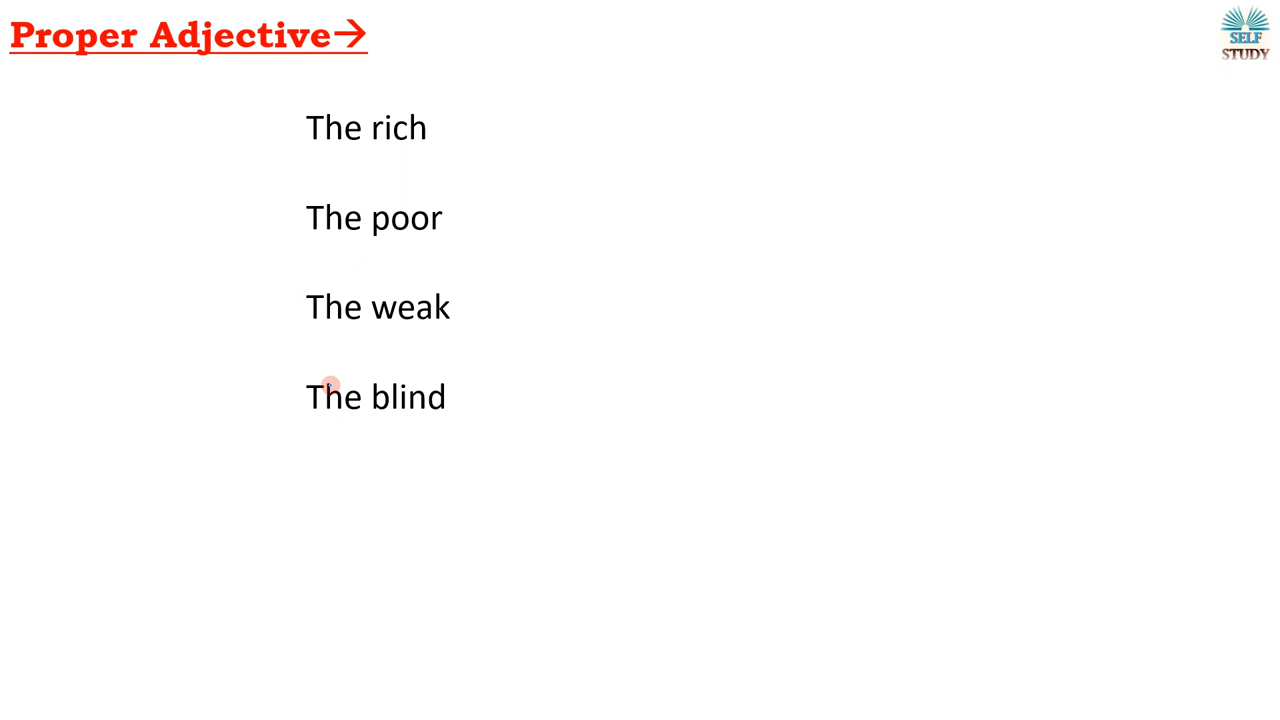 Proper Adjective→
SELF
STUDY
The rich
The poor
The weak
The blind